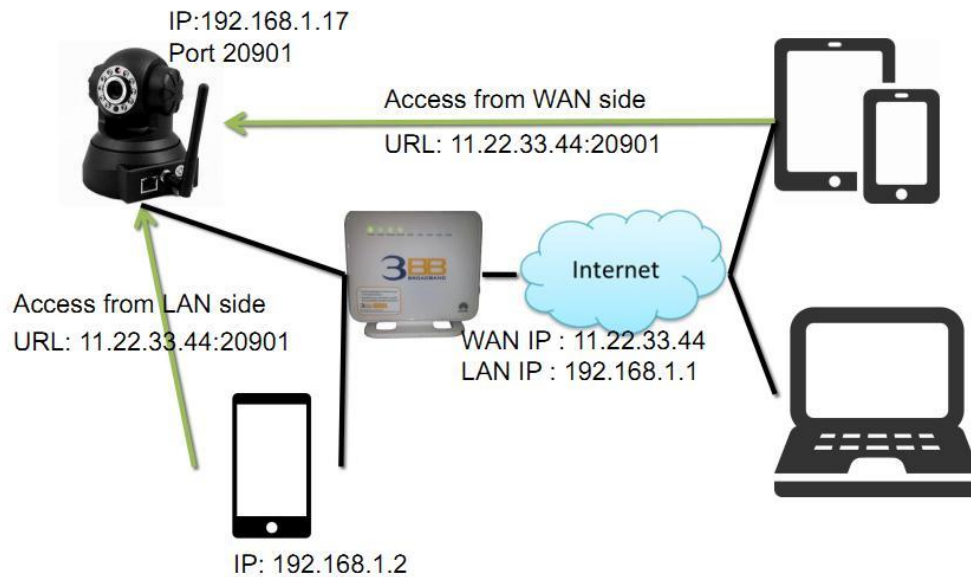 IP:192.168.1.17
Port 20901
Access from WAN side
URL: 11.22.33.44:20901
3BB
BROADBAND
Internet
Access from LAN side
URL: 11.22.33.44:20901
WAN IP : 11.22.33.44
LAN IP : 192.168.1.1
IP: 192.168.1.2